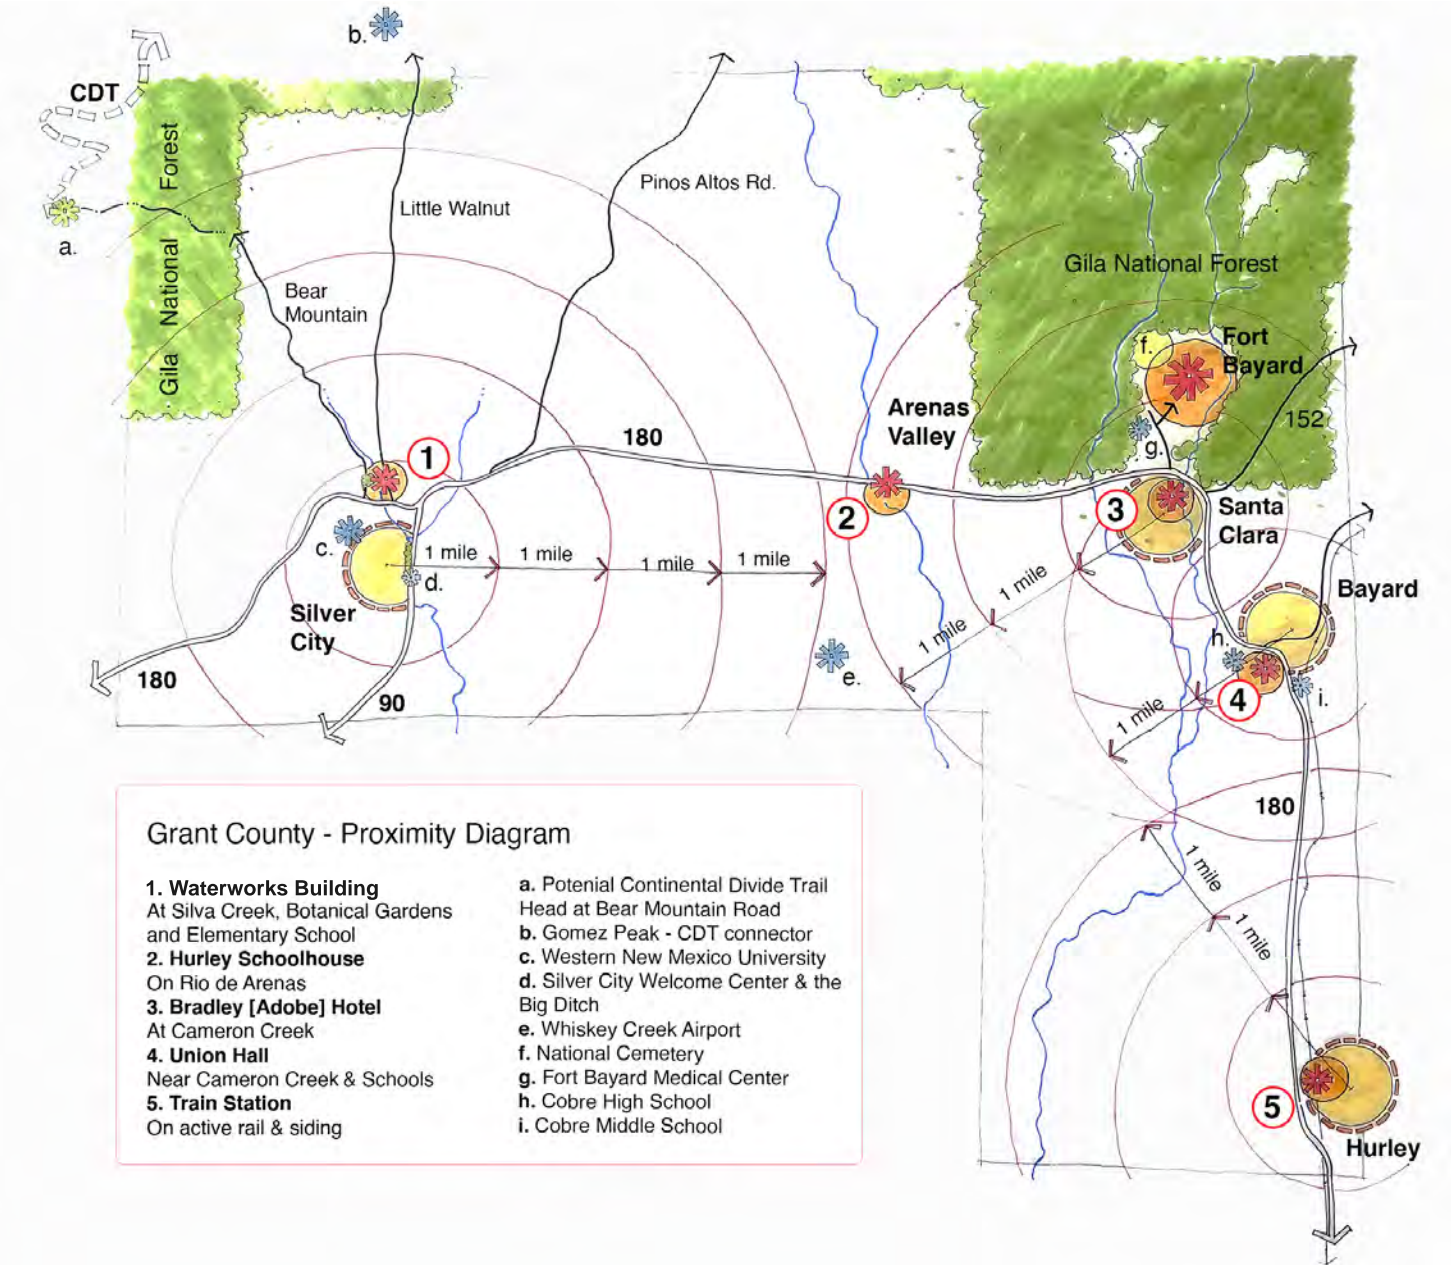 b.
CDT
Gila National Forest
a.
Little Walnut
Pinos Altos Rd.
Bear
Mountain
Gila National Forest
f.
Fort
Bayard
152
g.
Arenas
Valley
180
1
2
3
Santa
Clara
c.
1 mile
1 mile
1 mile
1 mile
d.
Silver
City
1 mile
1 mile
Bayard
h.
e.
i.
4
180
90
1 mile
180
1 mile
1 mile
5
Hurley
Grant County - Proximity Diagram
1. Waterworks Building
At Silva Creek, Botanical Gardens
and Elementary School
2. Hurley Schoolhouse
On Rio de Arenas
3. Bradley [Adobe] Hotel
At Cameron Creek
4. Union Hall
Near Cameron Creek & Schools
5. Train Station
On active rail & siding
a. Potenial Continental Divide Trail
Head at Bear Mountain Road
b. Gomez Peak - CDT connector
c. Western New Mexico University
d. Silver City Welcome Center & the
Big Ditch
e. Whiskey Creek Airport
f. National Cemetery
g. Fort Bayard Medical Center
h. Cobre High School
i. Cobre Middle School